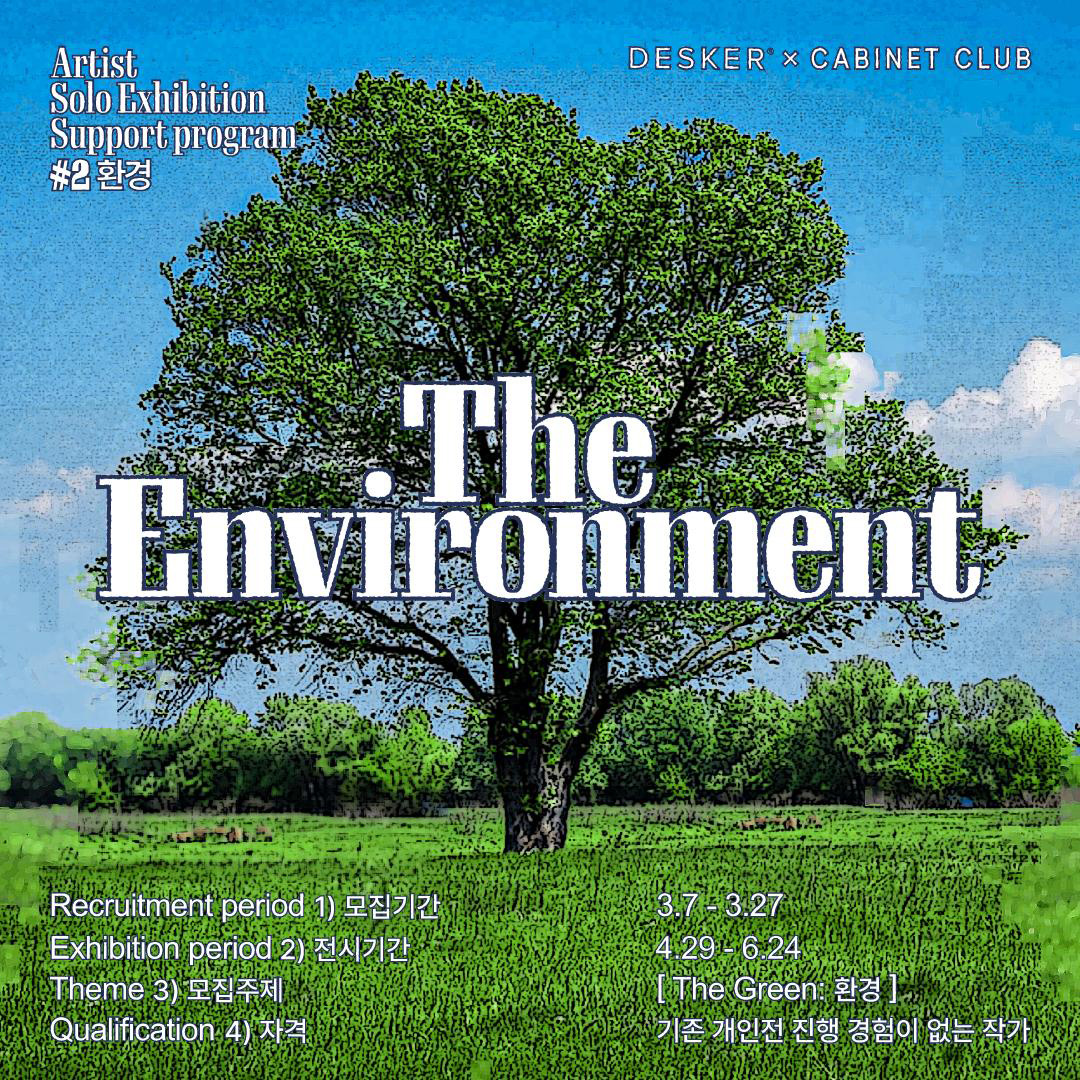 Artist
Solo Exhibition
Support program
#2 환경
DESKER® × CABINET CLUB
The
Environment
Recruitment period 1) 모집기간 3.7 - 3.27
Exhibition period 2) 전시기간 4.29 - 6.24
Theme 3) 모집주제 [ The Green: 환경 ]
Qualification 4) 자격 기존 개인전 진행 경험이 없는 작가